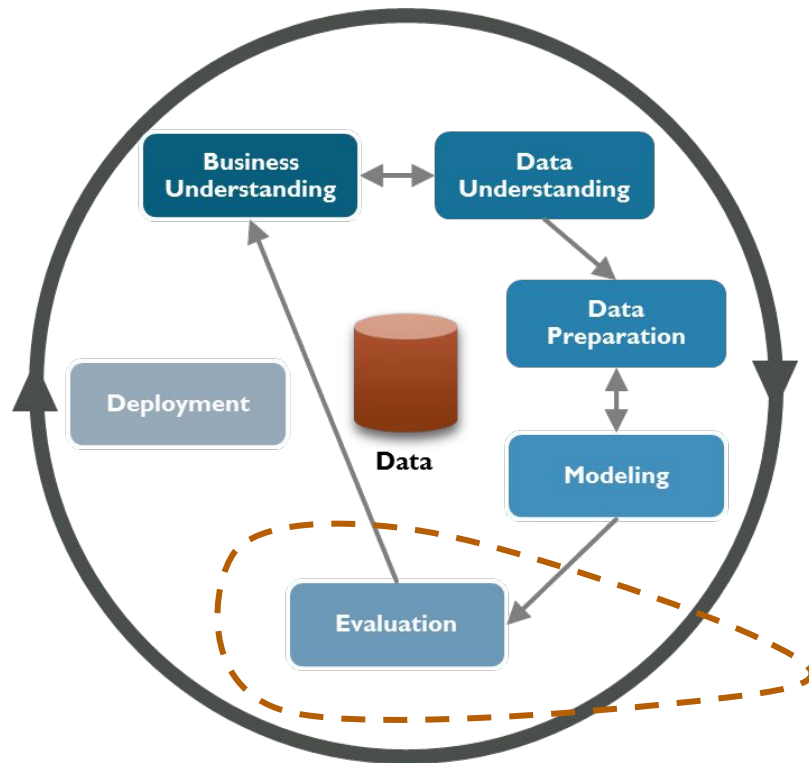 Business
Understanding
Data
Understanding
Data
Preparation
Deployment
Data
Modeling
Evaluation